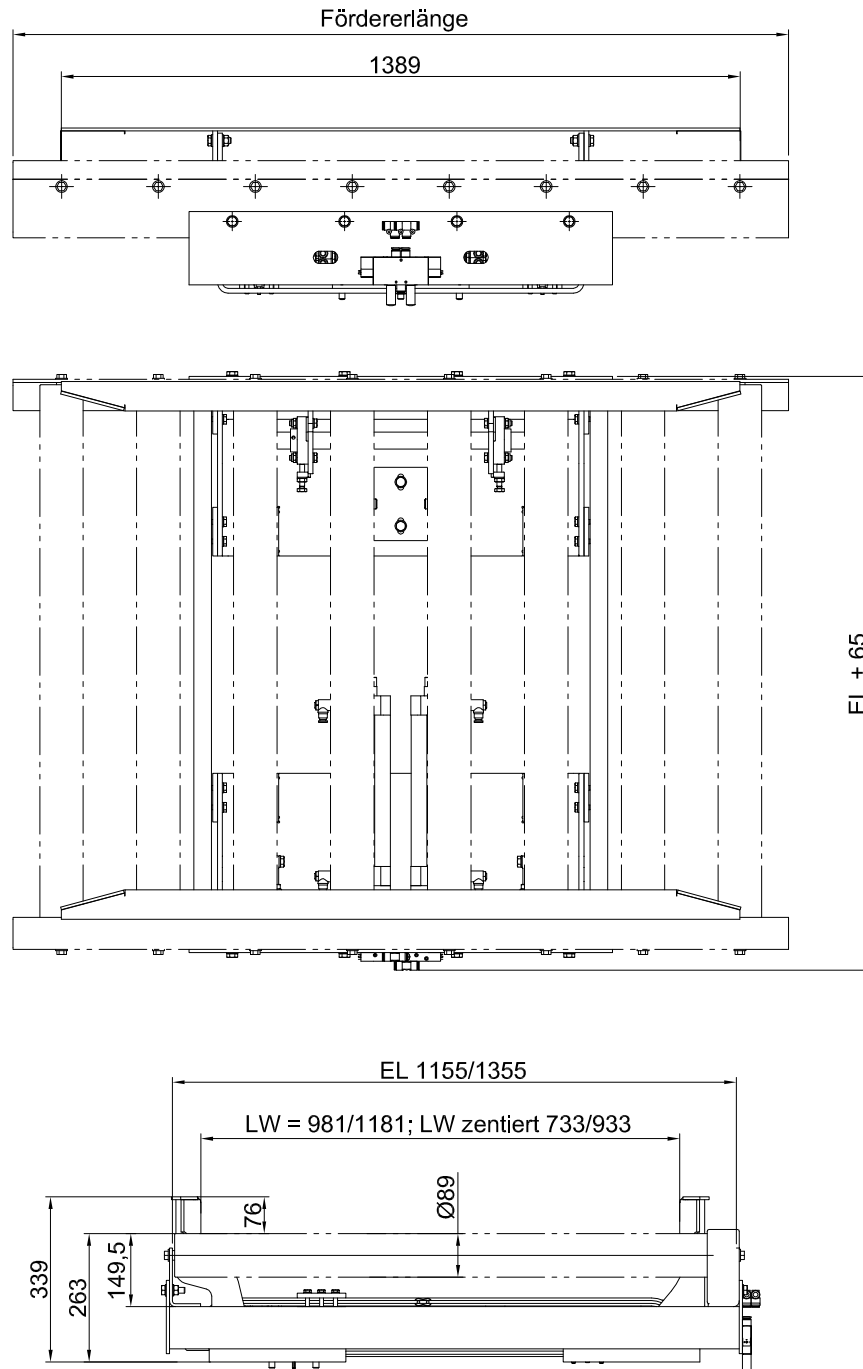 Fördererlänge
1389
EL + 65
EL 1155/1355
LW = 981/1181; LW zentiert 733/933
76
Ø89
339
263
149,5